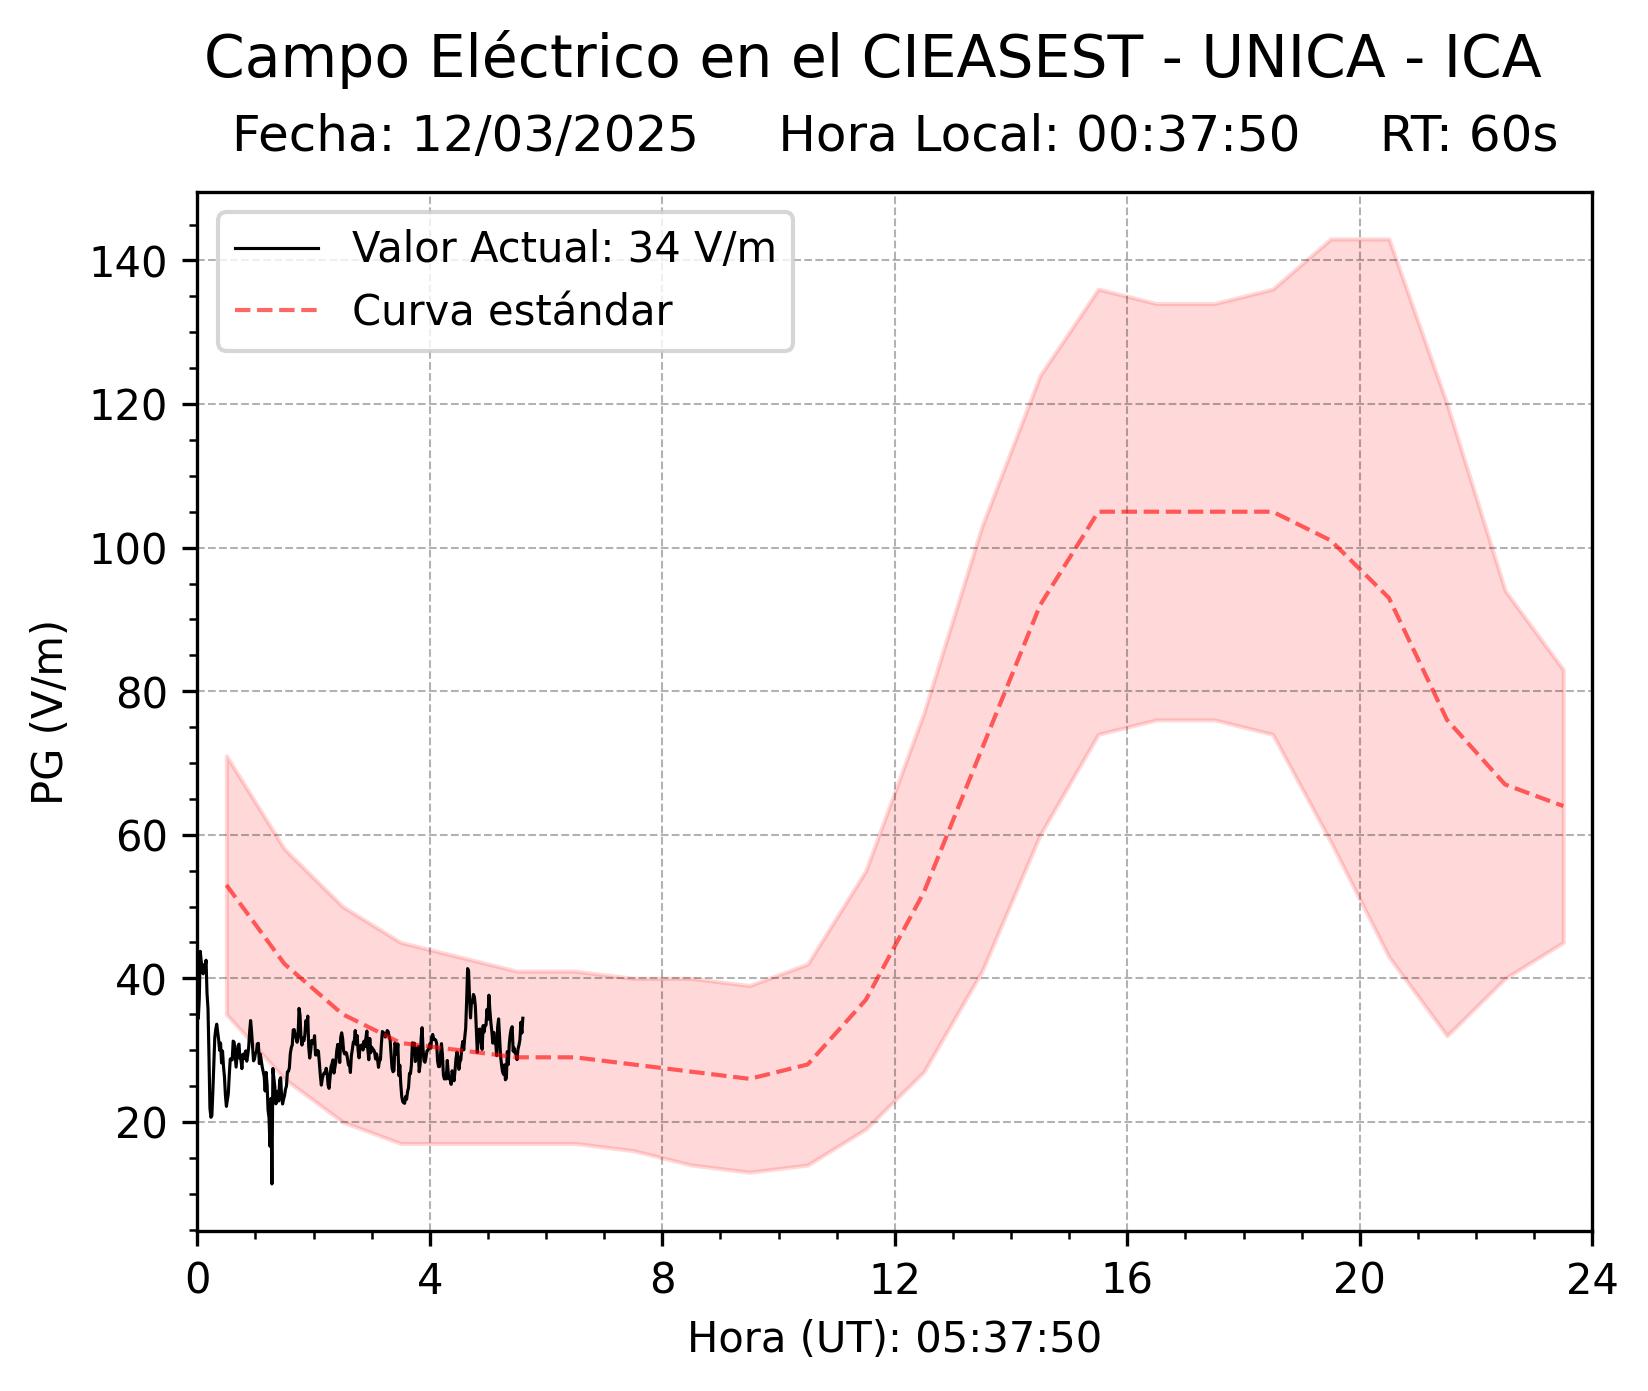 Campo Eléctrico en el CIEASEST - UNICA - ICA
Fecha: 12/03/2025 Hora Local: 00:37:50 RT: 60s
Valor Actual: 34 V/m
Curva estándar
PG (V/m)
140
120
100
80
60
40
20
0 4 8 12 16 20 24
Hora (UT): 05:37:50